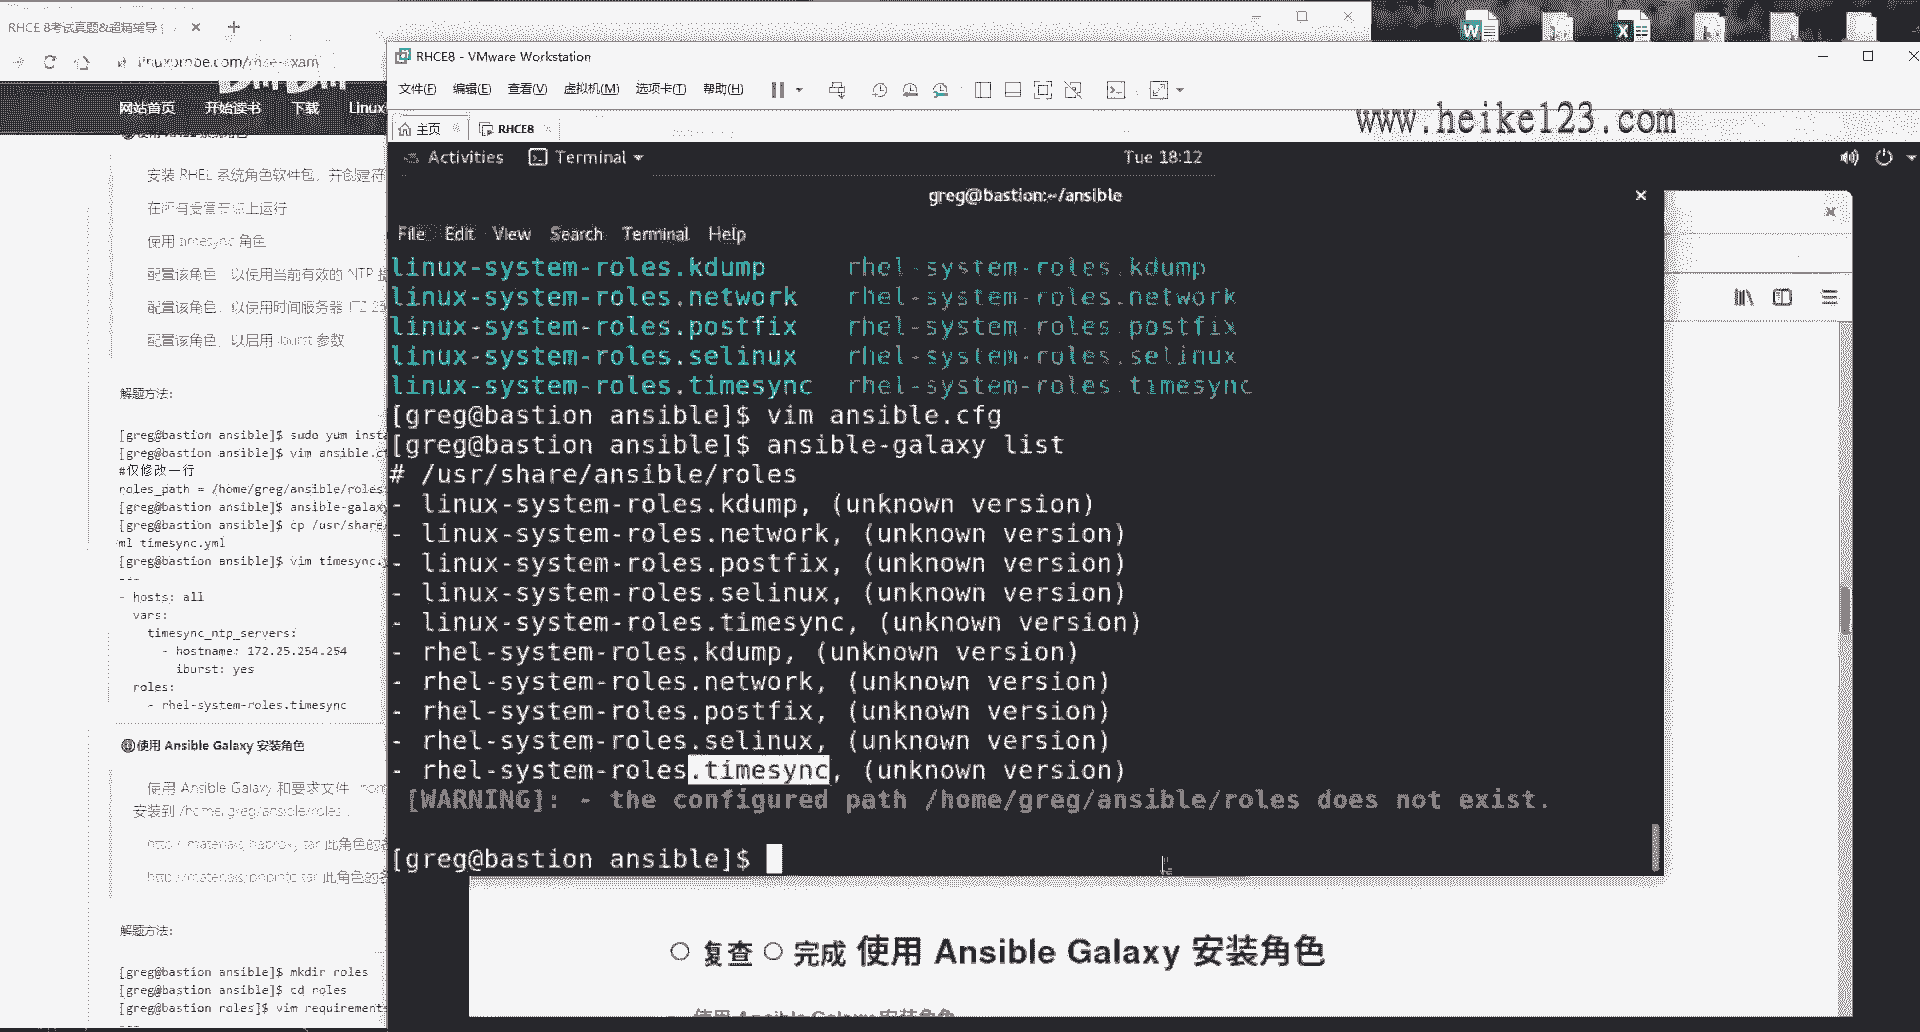 RHCE 8考试真题&超精辅导
RHCE8 - VMware Workstation
linuxprobe.com/rhse-exam
文件(F) 编辑(E) 查看(V) 虚拟机(M) 选项卡(T) 帮助(H)
www.heike123.com
网站首页 开始读书 下载 Linux
主页 RHCE8
Activities Terminal Tue 18:12
安装 RHEL 系统角色软件包，并创建符
在所有受管节点上运行
使用 timesync 角色
配置该角色，以使用当前有效的 NTP 提
配置该角色，以使用时间服务器
配置该角色，以启用 iburst 参数
解题方法:
[greg@bastion ansible]$ sudo yum insta
[greg@bastion ansible]$ vim ansible.cf
#仅修改一行
roles_path = /home/greg/ansible/roles
[greg@bastion ansible]$ ansible-galax
[greg@bastion ansible]$ cp /usr/share/
ml timesync.yml
[greg@bastion ansible]$ vim timesync.y
---
- hosts: all
vars:
timesync_ntp_servers:
- hostname: 172.25.254.254
iburst: yes
roles:
- rhel-system-roles.timesync
使用 Ansible Galaxy 安装角色
使用 Ansible Galaxy 和要求文件
安装到 /home/greg/ansible/roles
http://materials/haproxy.tar 此角色的名
http://materials/phpinfo.tar 此角色的名
解题方法:
[greg@bastion ansible]$ mkdir roles
[greg@bastion ansible]$ cd roles
[greg@bastion roles]$ vim requirements
---
greg@bastion:~/ansible
File Edit View Search Terminal Help
linux-system-roles.kdump rhel-system-roles.kdump
linux-system-roles.network rhel-system-roles.network
linux-system-roles.postfix rhel-system-roles.postfix
linux-system-roles.selinux rhel-system-roles.selinux
linux-system-roles.timesync rhel-system-roles.timesync
[greg@bastion ansible]$ vim ansible.cfg
[greg@bastion ansible]$ ansible-galaxy list
# /usr/share/ansible/roles
- linux-system-roles.kdump, (unknown version)
- linux-system-roles.network, (unknown version)
- linux-system-roles.postfix, (unknown version)
- linux-system-roles.selinux, (unknown version)
- linux-system-roles.timesync, (unknown version)
- rhel-system-roles.kdump, (unknown version)
- rhel-system-roles.network, (unknown version)
- rhel-system-roles.postfix, (unknown version)
- rhel-system-roles.selinux, (unknown version)
- rhel-system-roles.timesync, (unknown version)
[WARNING]: - the configured path /home/greg/ansible/roles does not exist.
[greg@bastion ansible]$
复查 完成 使用 Ansible Galaxy 安装角色
使用 Ansible Galaxy 安装角色